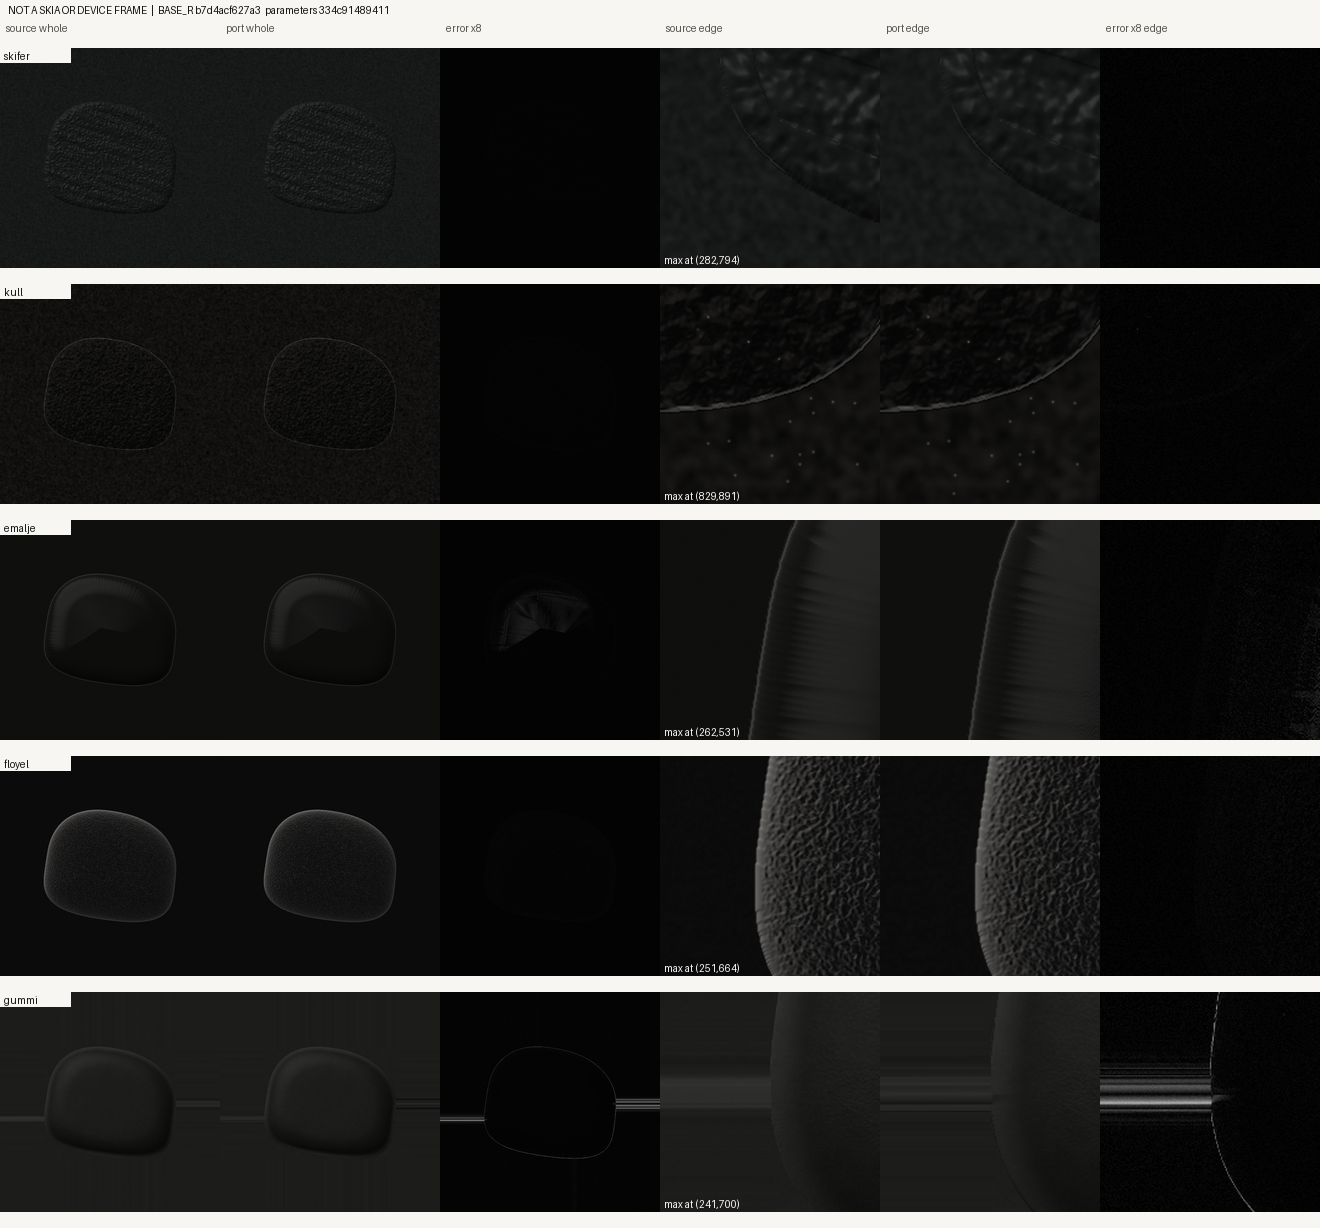 NOT A SKIA OR DEVICE FRAME | BASE_R b7d4acf627a3 parameters 334c91489411
source whole port whole error x8 source edge port edge error x8 edge
skifer
max at (282,794)
kull
max at (829,891)
emalje
max at (262,531)
floyel
max at (251,664)
gummi
max at (241,700)